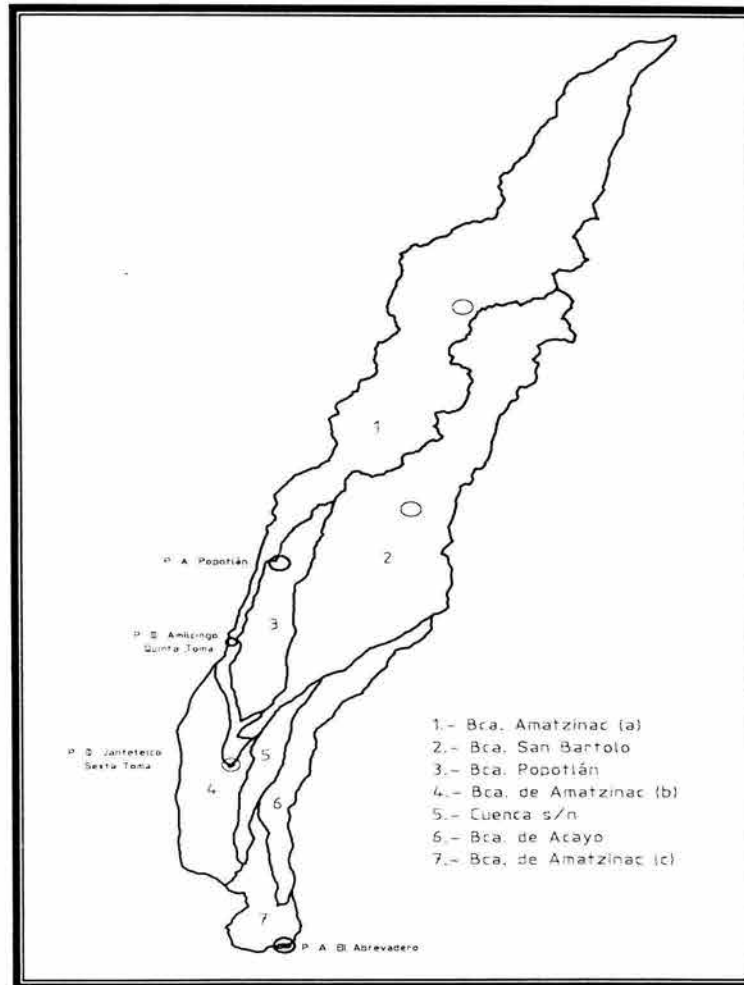 1
2
P. A. Popotlán
3
P. D. Amilcingo
Quinta Toma
P. D. Jantetelco
Sexta Toma
4
5
6
7
P. A. El Abrevadero
1.- Bca. Amatzinac (a)
2.- Bca. San Bartolo
3.- Bca. Popotlán
4.- Bca. de Amatzinac (b)
5.- Cuenca s/n
6.- Bca. de Acayo
7.- Bca. de Amatzinac (c)